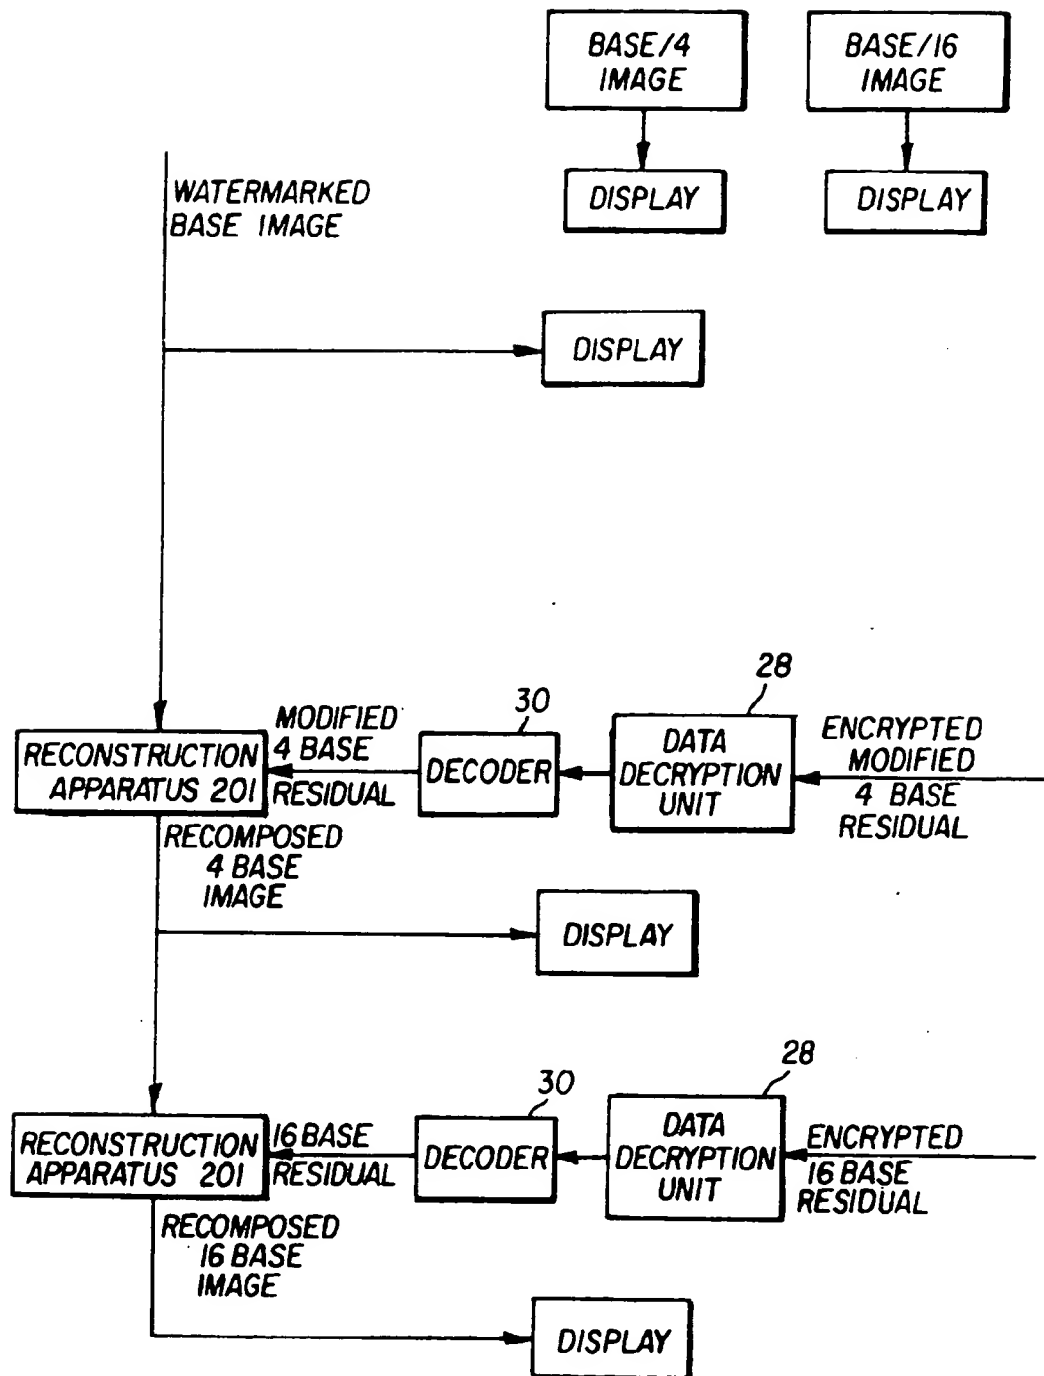 BASE/4
IMAGE
BASE/16
IMAGE
DISPLAY
DISPLAY
WATERMARKED
BASE IMAGE
DISPLAY
28
30
MODIFIED
4 BASE
RESIDUAL
RECONSTRUCTION
APPARATUS 201
DECODER
DATA
DECRYPTION
UNIT
ENCRYPTED
MODIFIED
4 BASE
RESIDUAL
RECOMPOSED
4 BASE
IMAGE
DISPLAY
28
30
RECONSTRUCTION
APPARATUS 201
16 BASE
RESIDUAL
DECODER
DATA
DECRYPTION
UNIT
ENCRYPTED
16 BASE
RESIDUAL
RECOMPOSED
16 BASE
IMAGE
DISPLAY